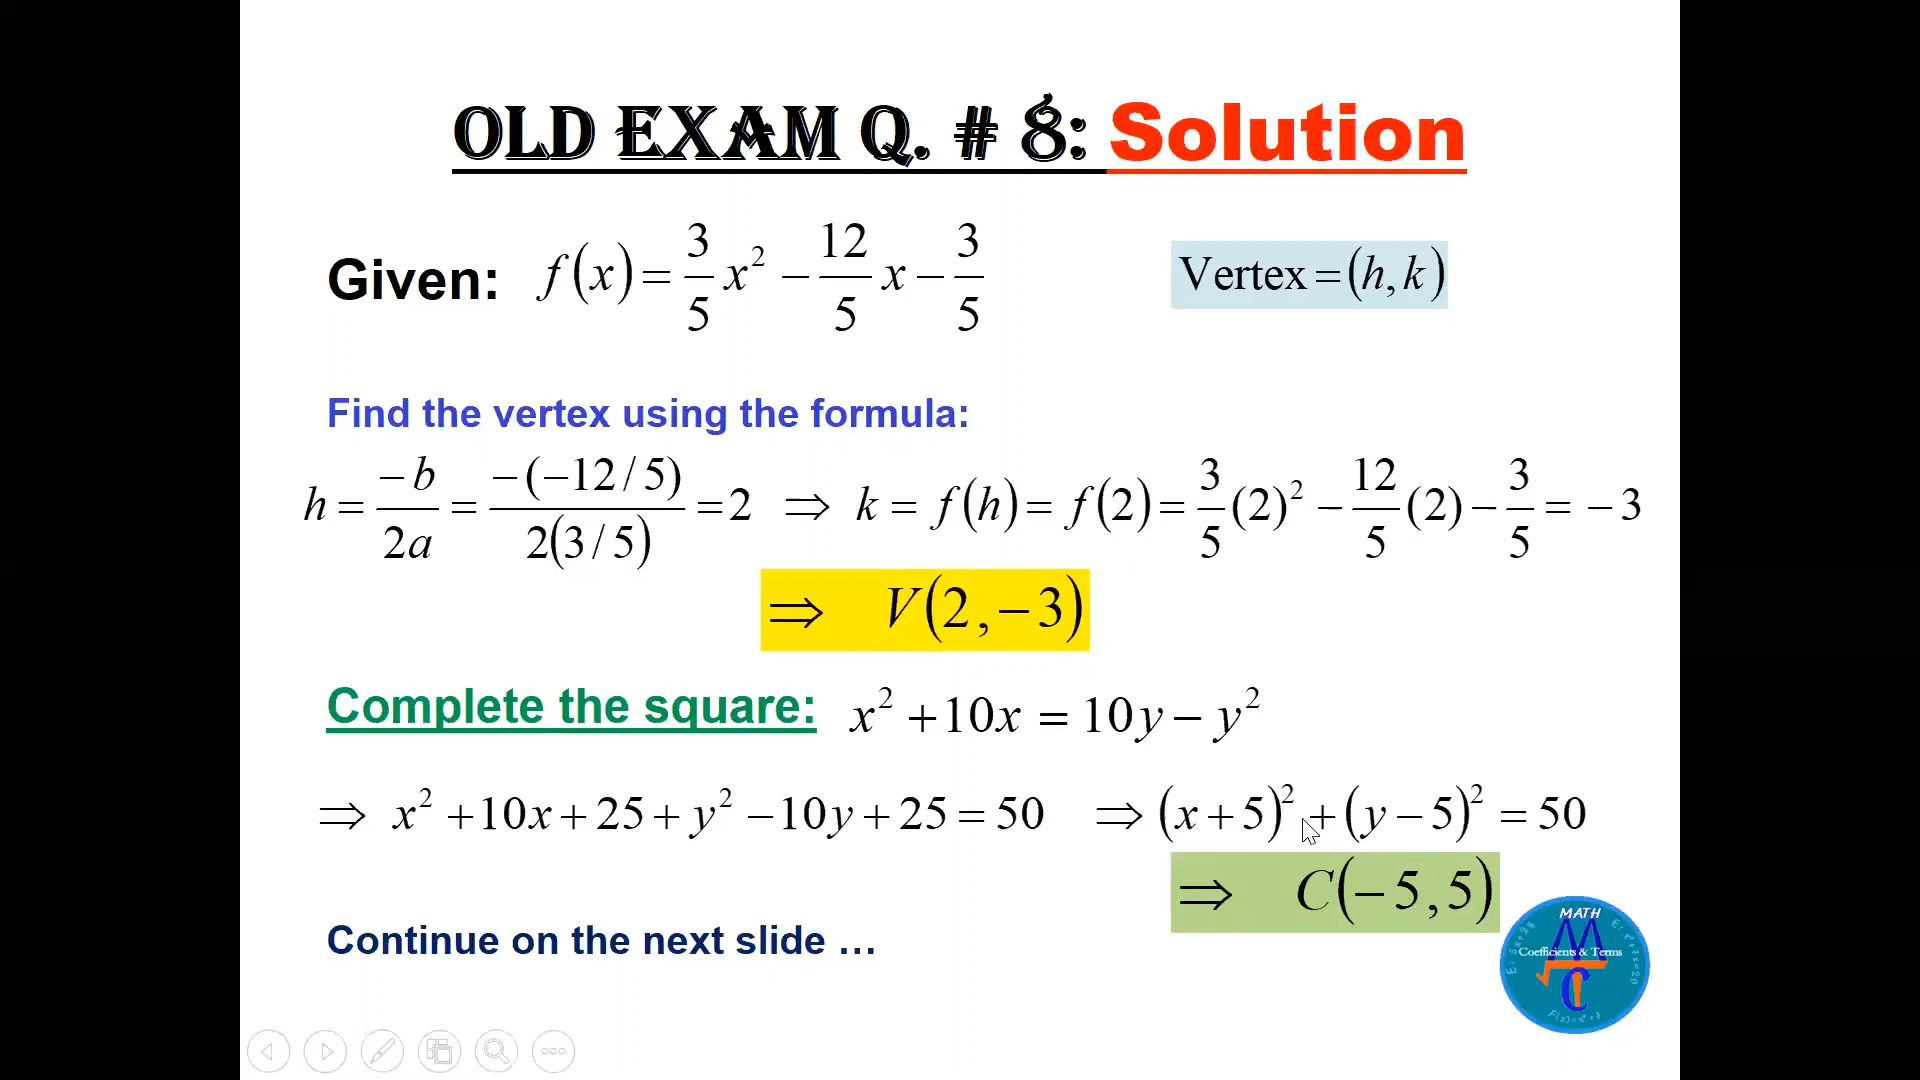 OLD EXAM Q. # 8: Solution
Given: f(x) = 3/5 x² − 12/5 x − 3/5
Vertex = (h, k)
Find the vertex using the formula:
h = −b/2a = −(−12/5)/2(3/5) = 2 ⇒ k = f(h) = f(2) = 3/5 (2)² − 12/5 (2) − 3/5 = −3
⇒ V(2, −3)
Complete the square: x² + 10x = 10y − y²
⇒ x² + 10x + 25 + y² − 10y + 25 = 50 ⇒ (x + 5)² + (y − 5)² = 50
⇒ C(−5, 5)
Continue on the next slide ...
MATH
Coefficients & Terms